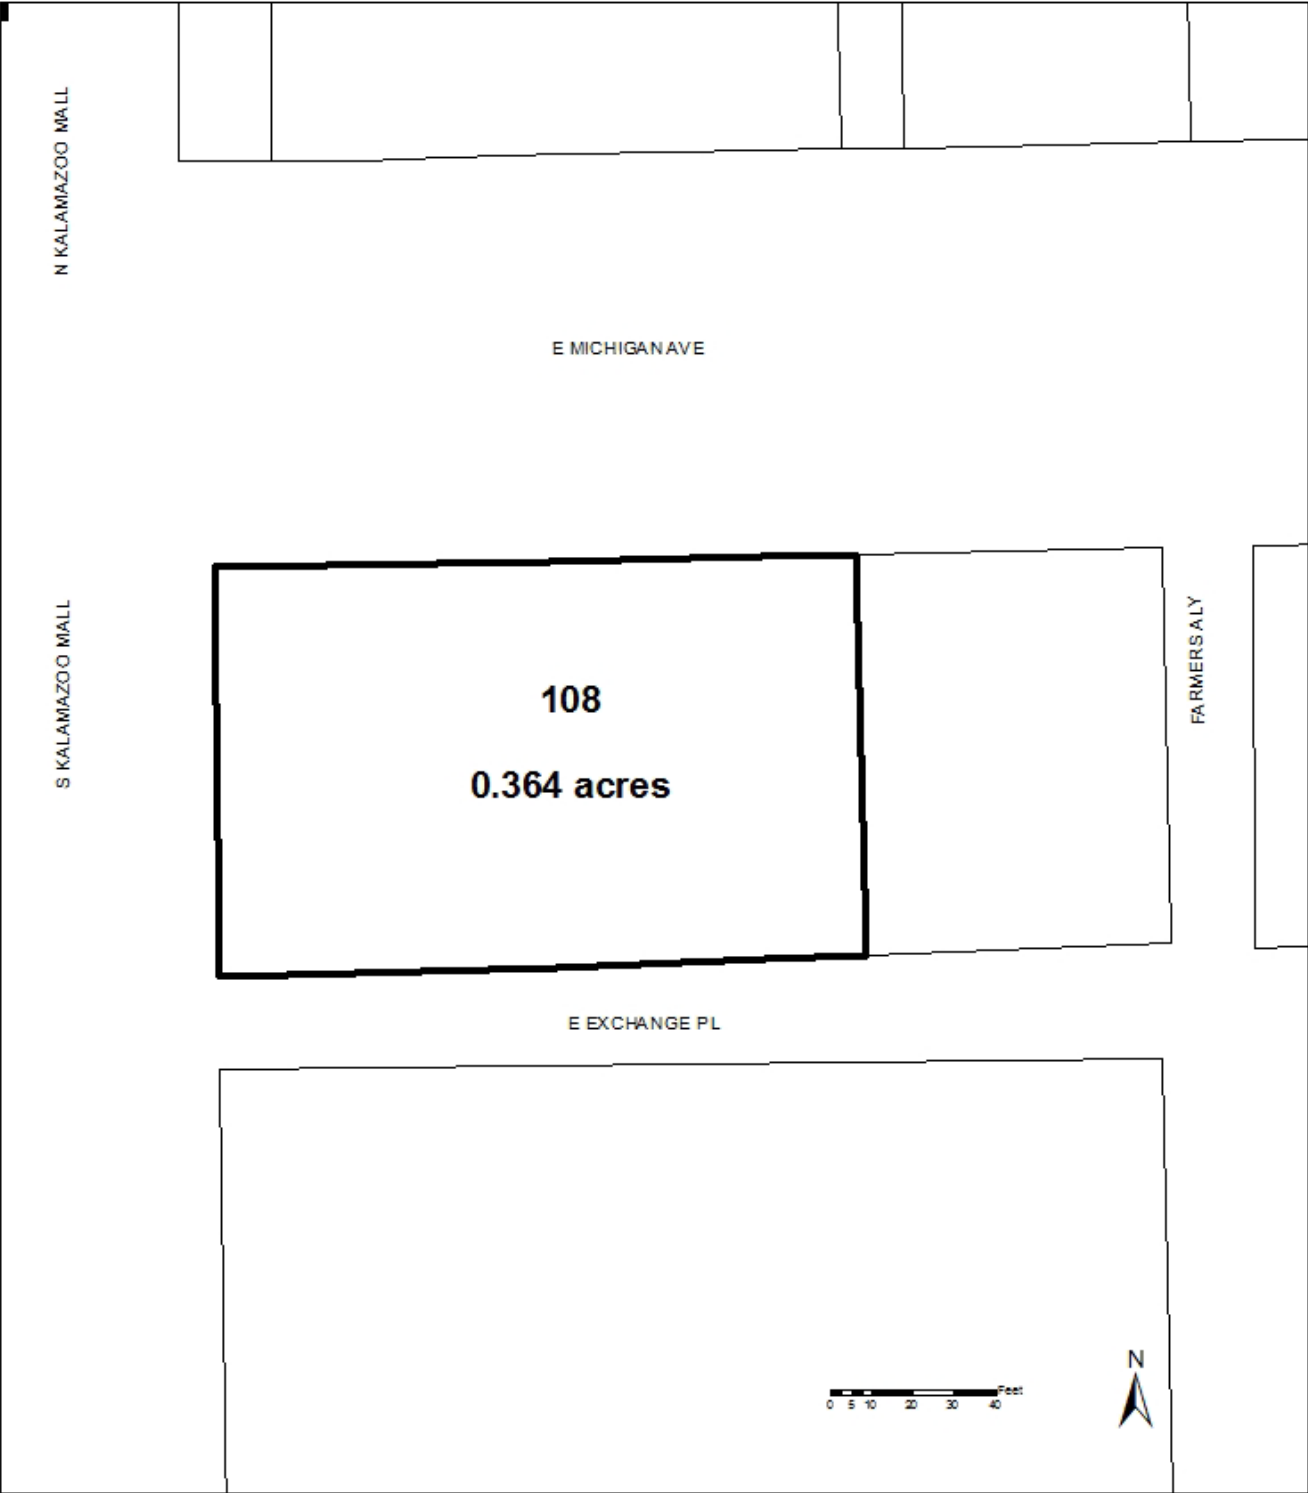 N KALAMAZOO MALL
E MICHIGAN AVE
S KALAMAZOO MALL
108
0.364 acres
FARMERS ALY
E EXCHANGE PL
N
Feet
0 5 10 20 30 40